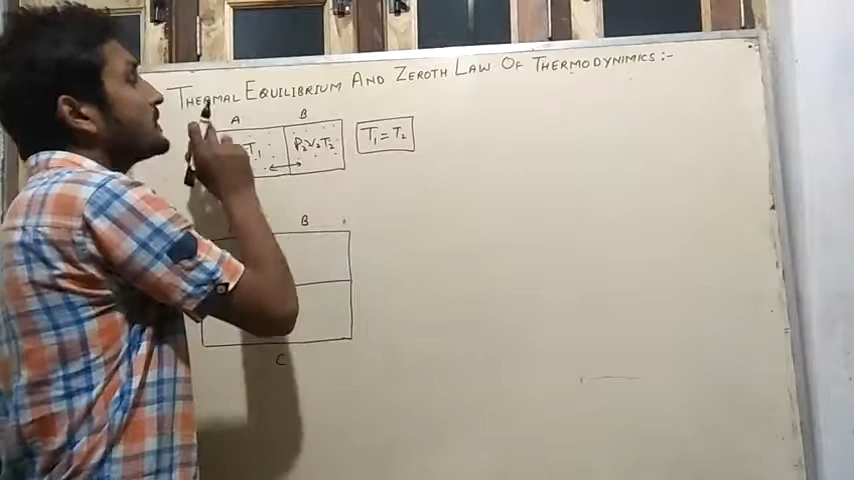 THERMAL EQUILIBRIUM AND ZEROTH LAW OF THERMODYNIMICS :-
A B
T₁ P₂V₂T₂ T₁ = T₂
B
C